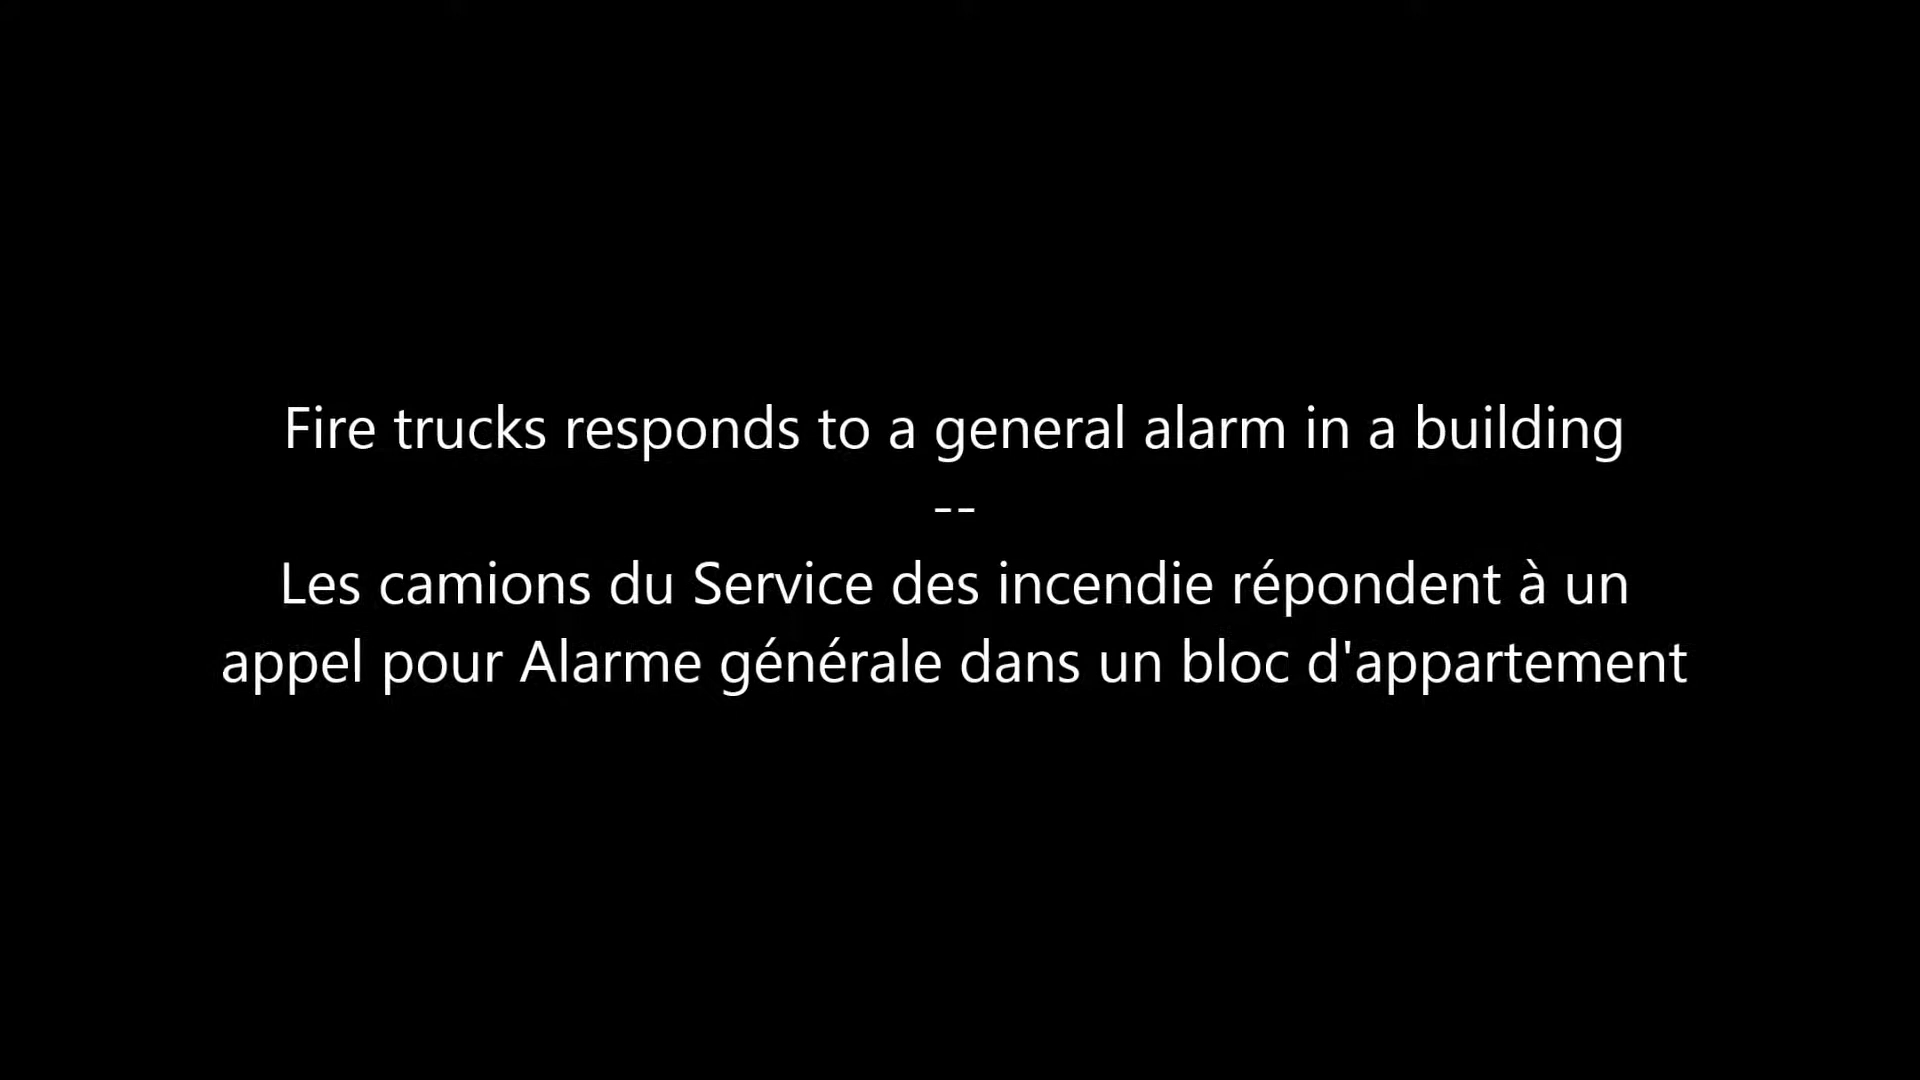 Fire trucks responds to a general alarm in a building
--
Les camions du Service des incendie répondent à un
appel pour Alarme générale dans un bloc d'appartement